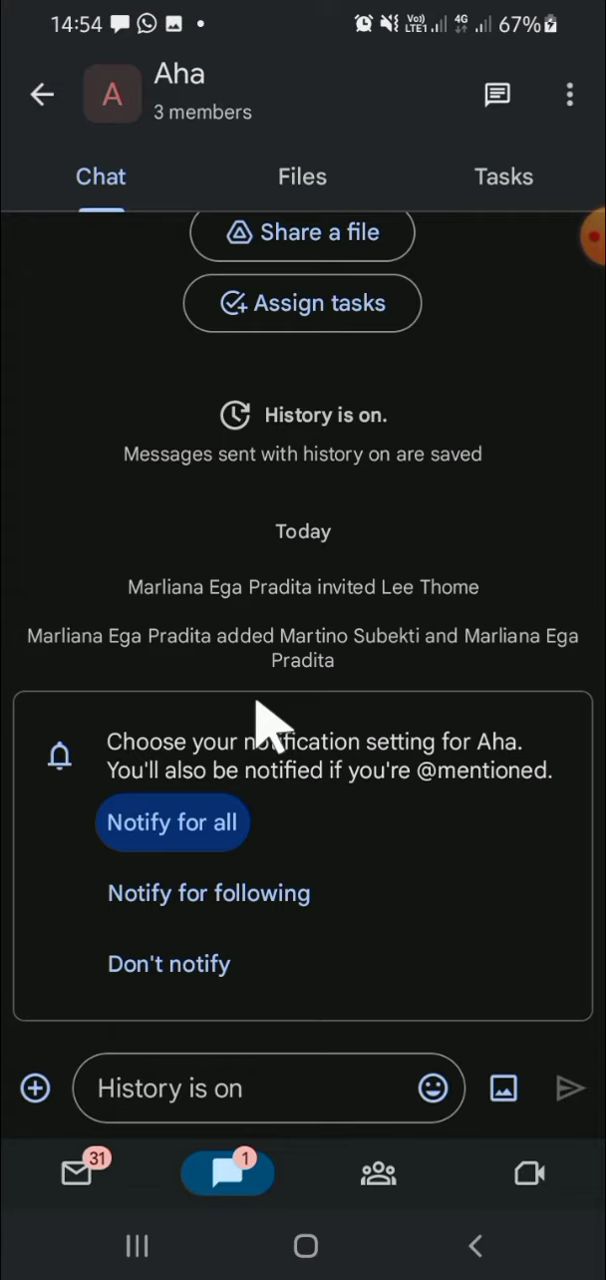 14:54
Vo)) LTE1 4G 67%
A
Aha
3 members
Chat Files Tasks
Share a file
Assign tasks
History is on.
Messages sent with history on are saved
Today
Marliana Ega Pradita invited Lee Thome
Marliana Ega Pradita added Martino Subekti and Marliana Ega
Pradita
Choose your notification setting for Aha.
You'll also be notified if you're @mentioned.
Notify for all
Notify for following
Don't notify
History is on
31 1